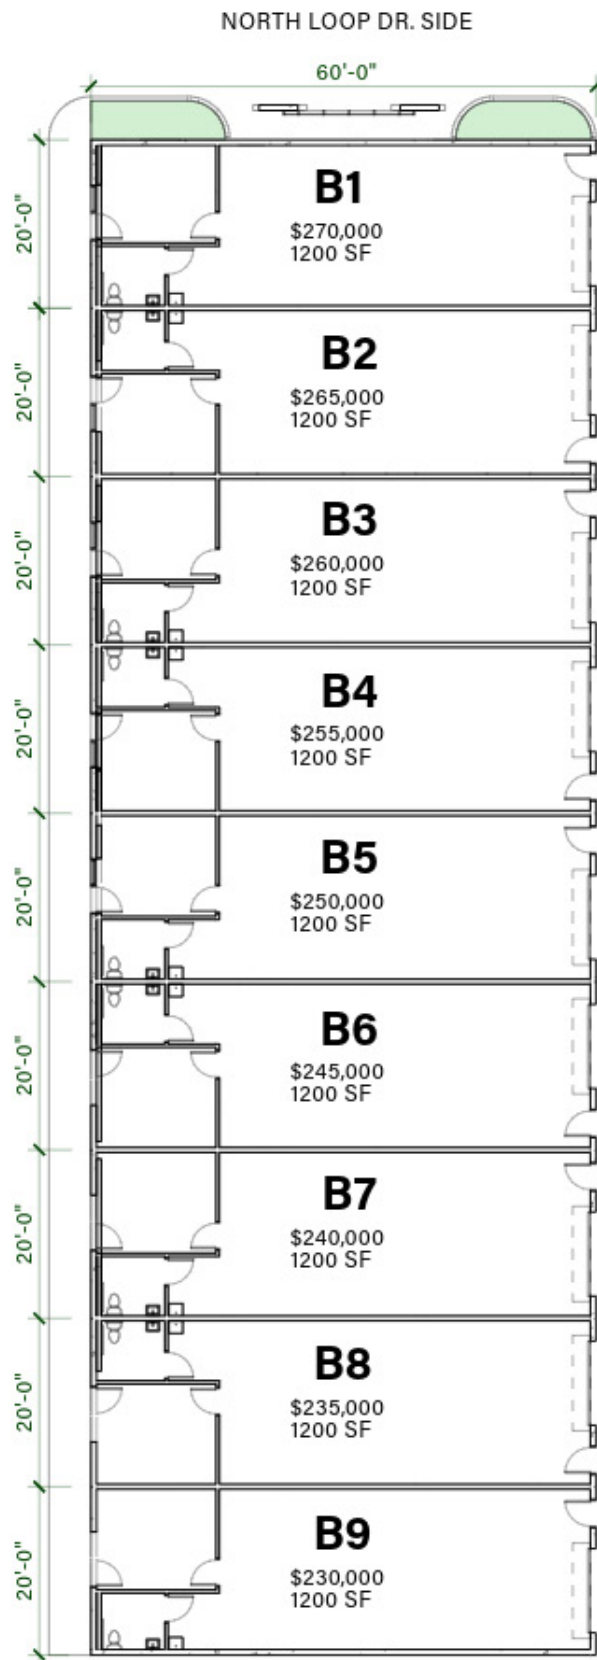 NORTH LOOP DR. SIDE
60'-0"
20'-0"
B1
$270,000
1200 SF
20'-0"
B2
$265,000
1200 SF
20'-0"
B3
$260,000
1200 SF
20'-0"
B4
$255,000
1200 SF
20'-0"
B5
$250,000
1200 SF
20'-0"
B6
$245,000
1200 SF
20'-0"
B7
$240,000
1200 SF
20'-0"
B8
$235,000
1200 SF
20'-0"
B9
$230,000
1200 SF